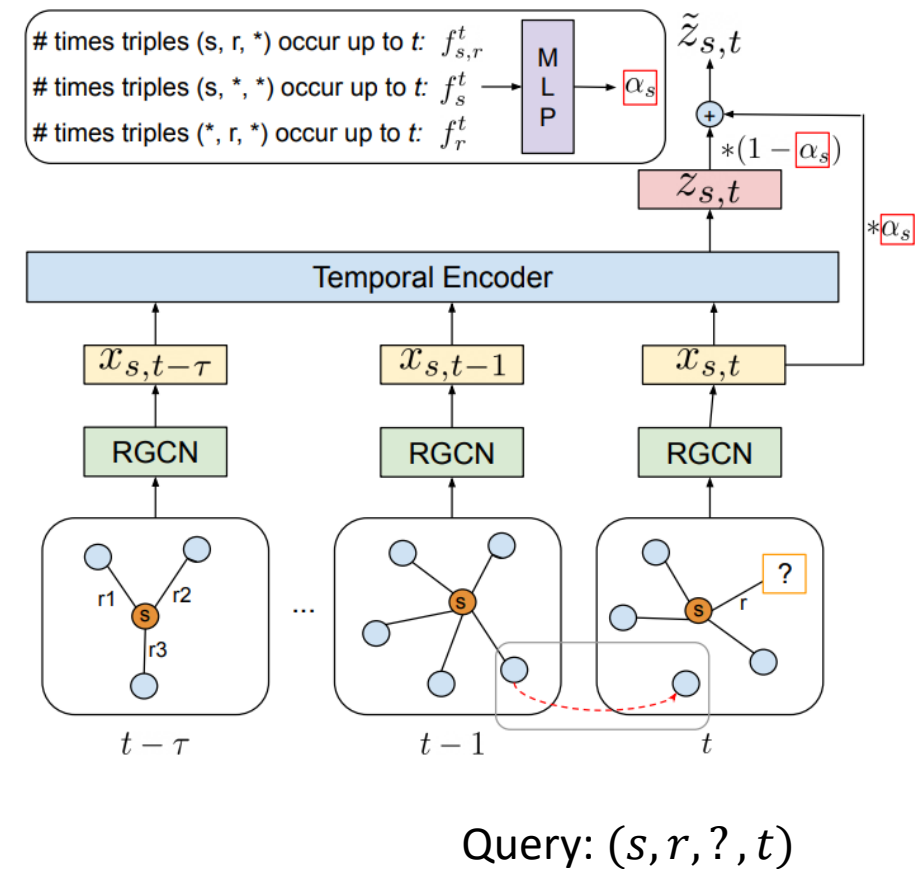 # times triples (s, r, *) occur up to t: f^t_{s,r}
# times triples (s, *, *) occur up to t: f^t_s
# times triples (*, r, *) occur up to t: f^t_r
M
L
P
α_s
z̃_{s,t}
+
*(1 − α_s)
z_{s,t}
*α_s
Temporal Encoder
x_{s,t−τ}
x_{s,t−1}
x_{s,t}
RGCN
RGCN
RGCN
r1
r2
s
r3
...
s
s
r
?
t − τ
t − 1
t
Query: (s, r, ?, t)